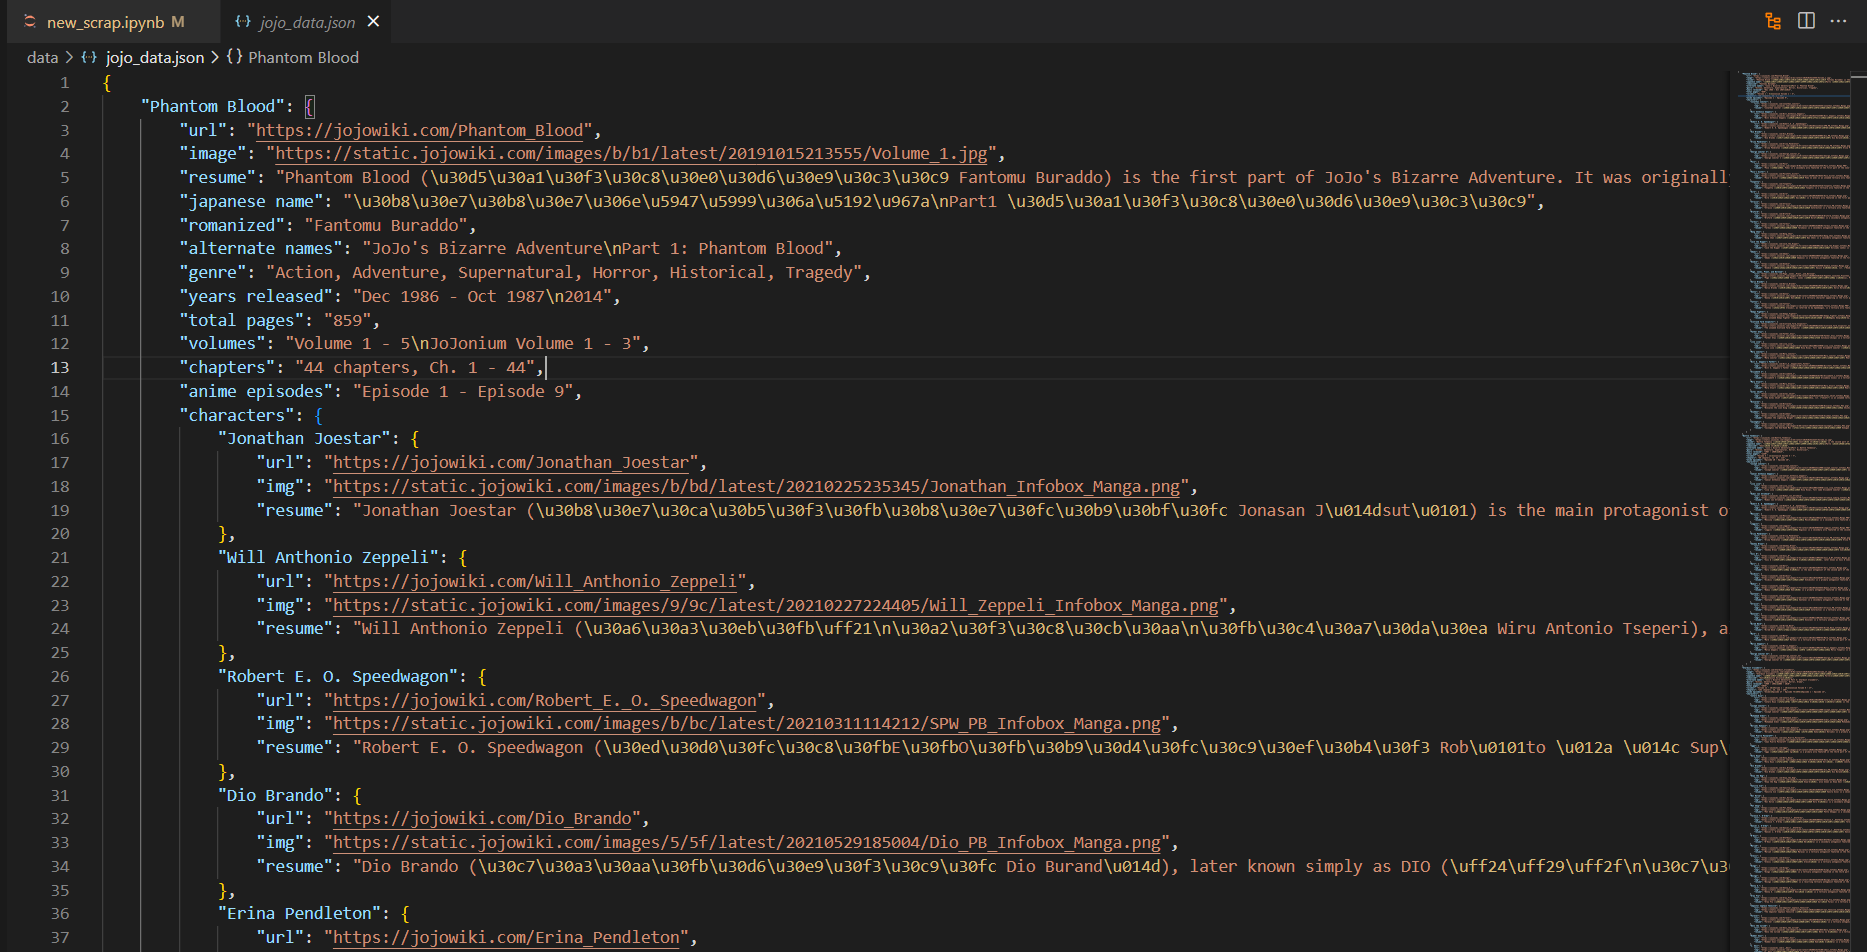 new_scrap.ipynb M
jojo_data.json
data > jojo_data.json > {} Phantom Blood
1 {
2 "Phantom Blood": {
3 "url": "https://jojowiki.com/Phantom_Blood",
4 "image": "https://static.jojowiki.com/images/b/b1/latest/20191015213555/Volume_1.jpg",
5 "resume": "Phantom Blood (\u30d5\u30a1\u30f3\u30c8\u30e0\u30d6\u30e9\u30c3\u30c9 Fantomu Buraddo) is the first part of JoJo's Bizarre Adventure. It was originall
6 "japanese name": "\u30b8\u30e7\u30b8\u30e7\u306e\u5947\u5999\u306a\u5192\u967a\nPart1 \u30d5\u30a1\u30f3\u30c8\u30e0\u30d6\u30e9\u30c3\u30c9",
7 "romanized": "Fantomu Buraddo",
8 "alternate names": "JoJo's Bizarre Adventure\nPart 1: Phantom Blood",
9 "genre": "Action, Adventure, Supernatural, Horror, Historical, Tragedy",
10 "years released": "Dec 1986 - Oct 1987\n2014",
11 "total pages": "859",
12 "volumes": "Volume 1 - 5\nJoJonium Volume 1 - 3",
13 "chapters": "44 chapters, Ch. 1 - 44",
14 "anime episodes": "Episode 1 - Episode 9",
15 "characters": {
16 "Jonathan Joestar": {
17 "url": "https://jojowiki.com/Jonathan_Joestar",
18 "img": "https://static.jojowiki.com/images/b/bd/latest/20210225235345/Jonathan_Infobox_Manga.png",
19 "resume": "Jonathan Joestar (\u30b8\u30e7\u30ca\u30b5\u30f3\u30fb\u30b8\u30e7\u30fc\u30b9\u30bf\u30fc Jonasan J\u014dsut\u0101) is the main protagonist o
20 },
21 "Will Anthonio Zeppeli": {
22 "url": "https://jojowiki.com/Will_Anthonio_Zeppeli",
23 "img": "https://static.jojowiki.com/images/9/9c/latest/20210227224405/Will_Zeppeli_Infobox_Manga.png",
24 "resume": "Will Anthonio Zeppeli (\u30a6\u30a3\u30eb\u30fb\uff21\n\u30a2\u30f3\u30c8\u30cb\u30aa\n\u30fb\u30c4\u30a7\u30da\u30ea Wiru Antonio Tseperi), a
25 },
26 "Robert E. O. Speedwagon": {
27 "url": "https://jojowiki.com/Robert_E._O._Speedwagon",
28 "img": "https://static.jojowiki.com/images/b/bc/latest/20210311114212/SPW_PB_Infobox_Manga.png",
29 "resume": "Robert E. O. Speedwagon (\u30ed\u30d0\u30fc\u30c8\u30fbE\u30fbO\u30fb\u30b9\u30d4\u30fc\u30c9\u30ef\u30b4\u30f3 Rob\u0101to \u012a \u014c Sup\
30 },
31 "Dio Brando": {
32 "url": "https://jojowiki.com/Dio_Brando",
33 "img": "https://static.jojowiki.com/images/5/5f/latest/20210529185004/Dio_PB_Infobox_Manga.png",
34 "resume": "Dio Brando (\u30c7\u30a3\u30aa\u30fb\u30d6\u30e9\u30f3\u30c9\u30fc Dio Burand\u014d), later known simply as DIO (\uff24\uff29\uff2f\n\u30c7\u3
35 },
36 "Erina Pendleton": {
37 "url": "https://jojowiki.com/Erina_Pendleton",